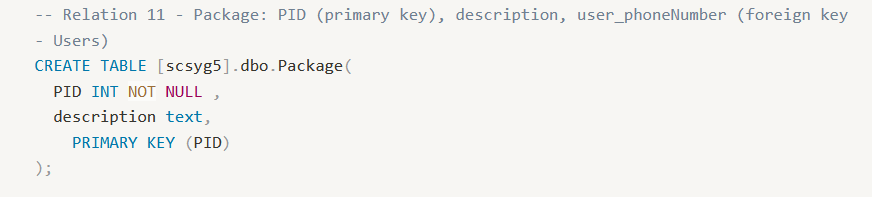 -- Relation 11 - Package: PID (primary key), description, user_phoneNumber (foreign key
- Users)
CREATE TABLE [scsyg5].dbo.Package(
PID INT NOT NULL ,
description text,
PRIMARY KEY (PID)
);